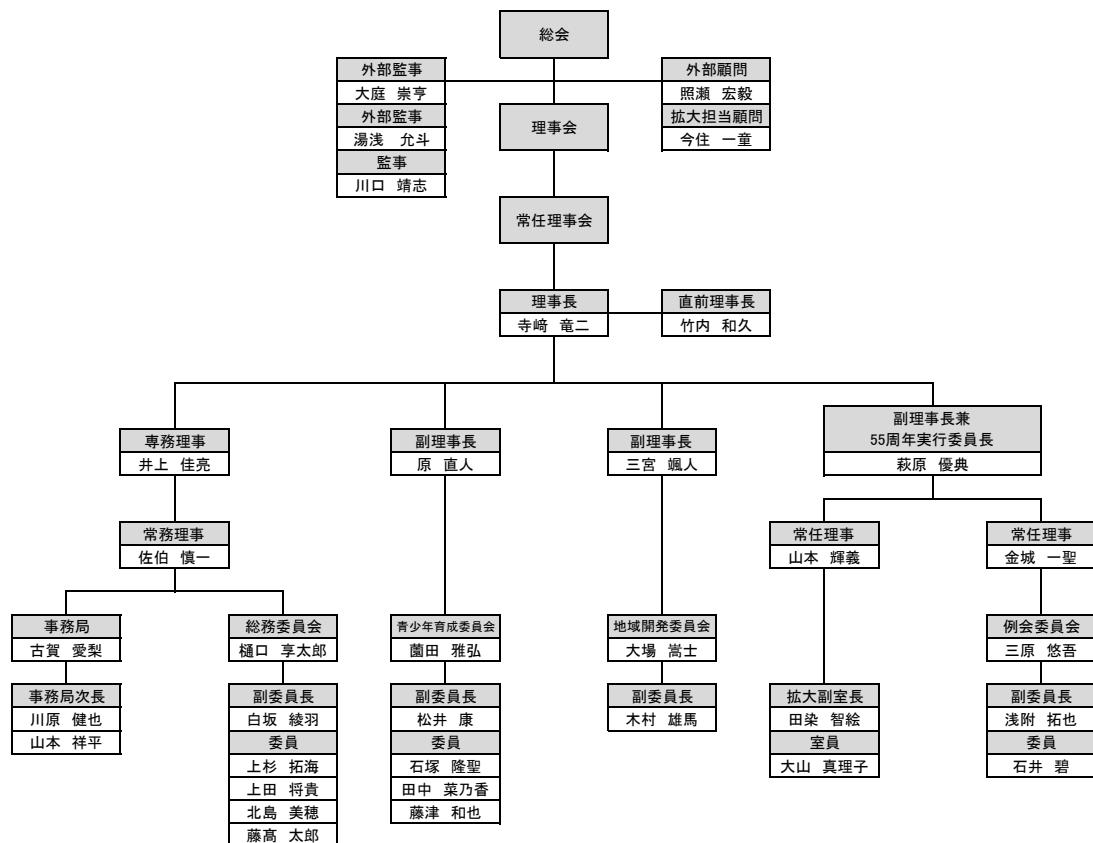 総会
外部監事
大庭 崇亨
外部監事
湯浅 允斗
監事
川口 靖志
外部顧問
照瀬 宏毅
拡大担当顧問
今住 一童
理事会
常任理事会
理事長
寺﨑 竜二
直前理事長
竹内 和久
専務理事
井上 佳亮
副理事長
原 直人
副理事長
三宮 颯人
副理事長兼
55周年実行委員長
萩原 優典
常務理事
佐伯 慎一
常任理事
山本 輝義
常任理事
金城 一聖
事務局
古賀 愛梨
総務委員会
樋口 享太郎
青少年育成委員会
薗田 雅弘
地域開発委員会
大場 嵩士
例会委員会
三原 悠吾
事務局次長
川原 健也
山本 祥平
副委員長
白坂 綾羽
委員
上杉 拓海
上田 将貴
北島 美穂
藤髙 太郎
副委員長
松井 康
委員
石塚 隆聖
田中 菜乃香
藤津 和也
副委員長
木村 雄馬
拡大副室長
田染 智絵
室員
大山 真理子
副委員長
浅附 拓也
委員
石井 碧